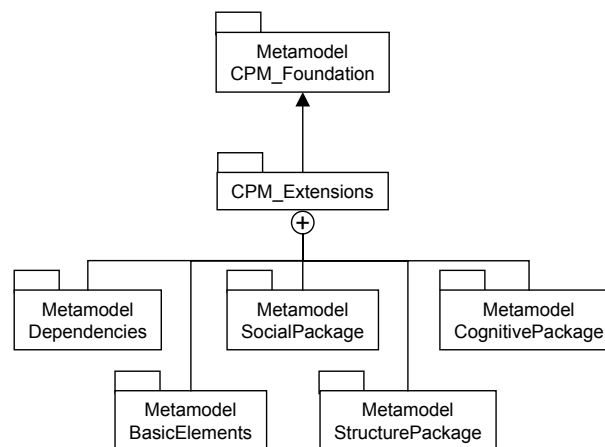 Metamodel
CPM_Foundation
CPM_Extensions
Metamodel
Dependencies
Metamodel
SocialPackage
Metamodel
CognitivePackage
Metamodel
BasicElements
Metamodel
StructurePackage